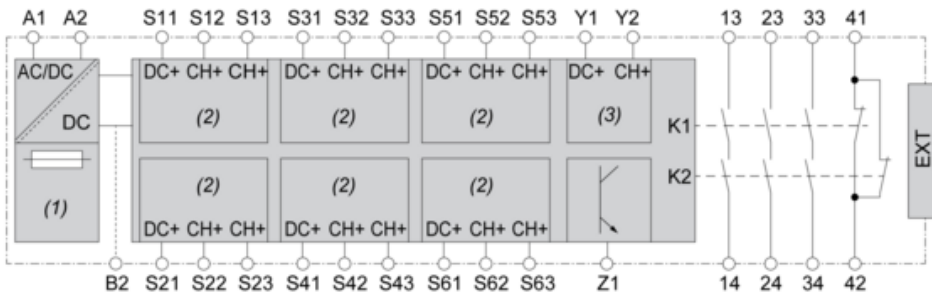 A1 A2 S11 S12 S13 S31 S32 S33 S51 S52 S53 Y1 Y2 13 23 33 41
AC/DC DC+ CH+ CH+ DC+ CH+ CH+ DC+ CH+ CH+ DC+ CH+
DC (2) (2) (2) (3) K1
EXT
(1) (2) (2) (2) K2
DC+ CH+ CH+ DC+ CH+ CH+ DC+ CH+ CH+
B2 S21 S22 S23 S41 S42 S43 S61 S62 S63 Z1 14 24 34 42